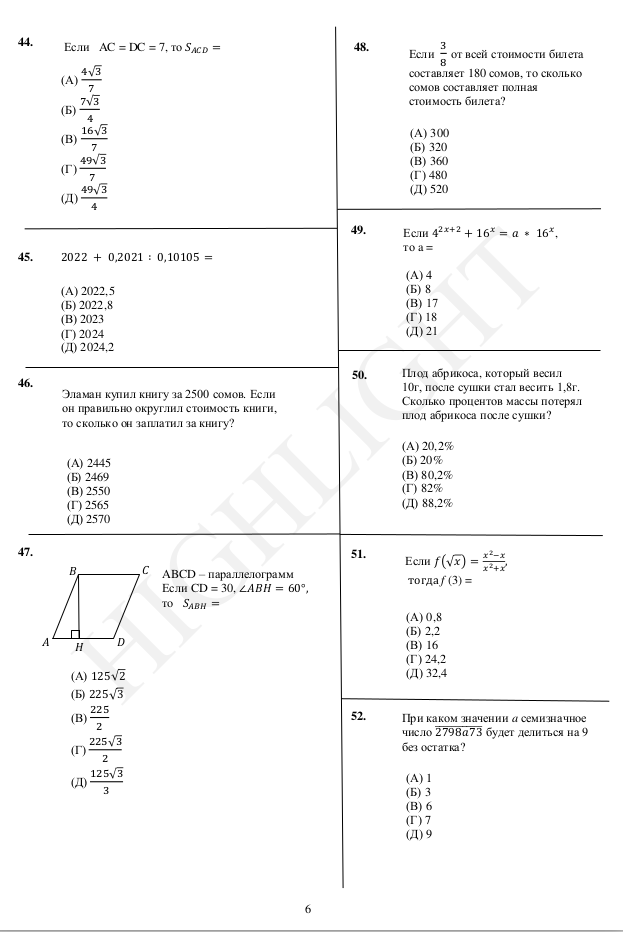 44.
Если AC = DC = 7, то S_{ACD} =
(А) \frac{4\sqrt{3}}{7}
(Б) \frac{7\sqrt{3}}{4}
(В) \frac{16\sqrt{3}}{7}
(Г) \frac{49\sqrt{3}}{7}
(Д) \frac{49\sqrt{3}}{4}
45.
2022 + 0,2021 : 0,10105 =
(А) 2022,5
(Б) 2022,8
(В) 2023
(Г) 2024
(Д) 2024,2
46.
Эламан купил книгу за 2500 сомов. Если
он правильно округлил стоимость книги,
то сколько он заплатил за книгу?
(А) 2445
(Б) 2469
(В) 2550
(Г) 2565
(Д) 2570
47.
B C
A H D
ABCD – параллелограмм
Если CD = 30, ∠ABH = 60°,
то S_{ABH} =
(А) 125√2
(Б) 225√3
(В) \frac{225}{2}
(Г) \frac{225\sqrt{3}}{2}
(Д) \frac{125\sqrt{3}}{3}
48.
Если \frac{3}{8} от всей стоимости билета
составляет 180 сомов, то сколько
сомов составляет полная
стоимость билета?
(А) 300
(Б) 320
(В) 360
(Г) 480
(Д) 520
49.
Если 4^{2x+2} + 16^{x} = a * 16^{x},
то a =
(А) 4
(Б) 8
(В) 17
(Г) 18
(Д) 21
50.
Плод абрикоса, который весил
10г, после сушки стал весить 1,8г.
Сколько процентов массы потерял
плод абрикоса после сушки?
(А) 20,2%
(Б) 20%
(В) 80,2%
(Г) 82%
(Д) 88,2%
51.
Если f(√x) = \frac{x^2-x}{x^2+x},
тогда f (3) =
(А) 0,8
(Б) 2,2
(В) 16
(Г) 24,2
(Д) 32,4
52.
При каком значении a семизначное
число \overline{2798a73} будет делиться на 9
без остатка?
(А) 1
(Б) 3
(В) 6
(Г) 7
(Д) 9
HIGHLIGHT
6